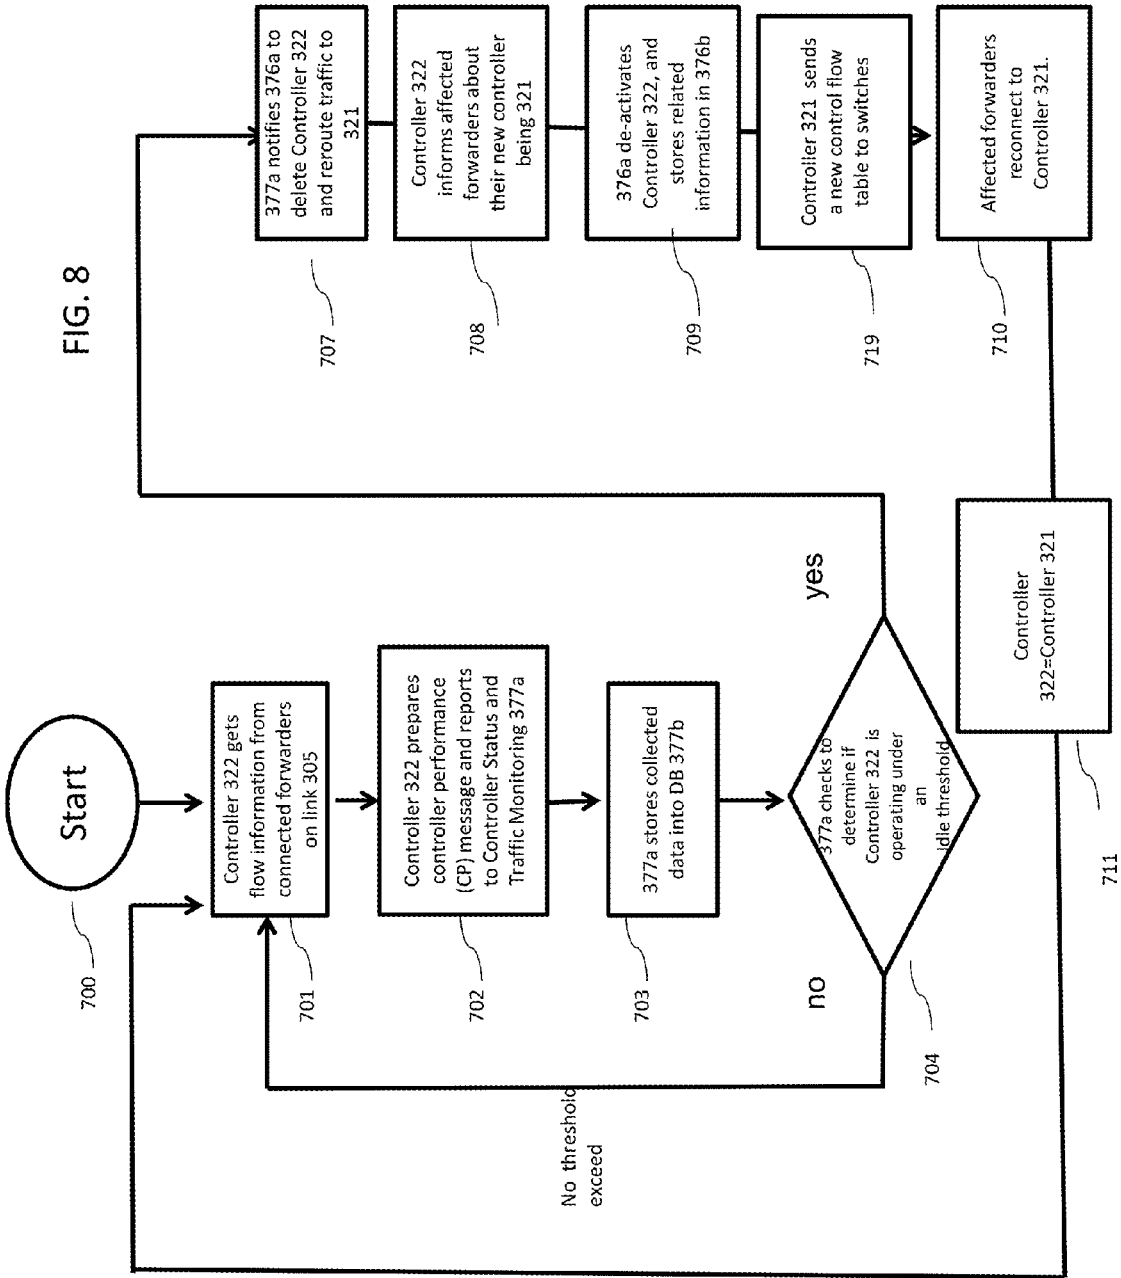 FIG. 8
Start
700
Controller 322 gets
flow information from
connected forwarders
on link 305
701
Controller 322 prepares
controller performance
(CP) message and reports
to Controller Status and
Traffic Monitoring 377a
702
377a stores collected
data into DB 377b
703
377a checks to
determine if
Controller 322 is
operating under
an
idle threshold
704
no
yes
No threshold
exceed
377a notifies 376a to
delete Controller 322
and reroute traffic to
321
707
Controller 322
informs affected
forwarders about
their new controller
being 321
708
376a de-activates
Controller 322, and
stores related
information in 376b
709
Controller 321 sends
a new control flow
table to switches
719
Affected forwarders
reconnect to
Controller 321.
710
Controller
322=Controller 321
711